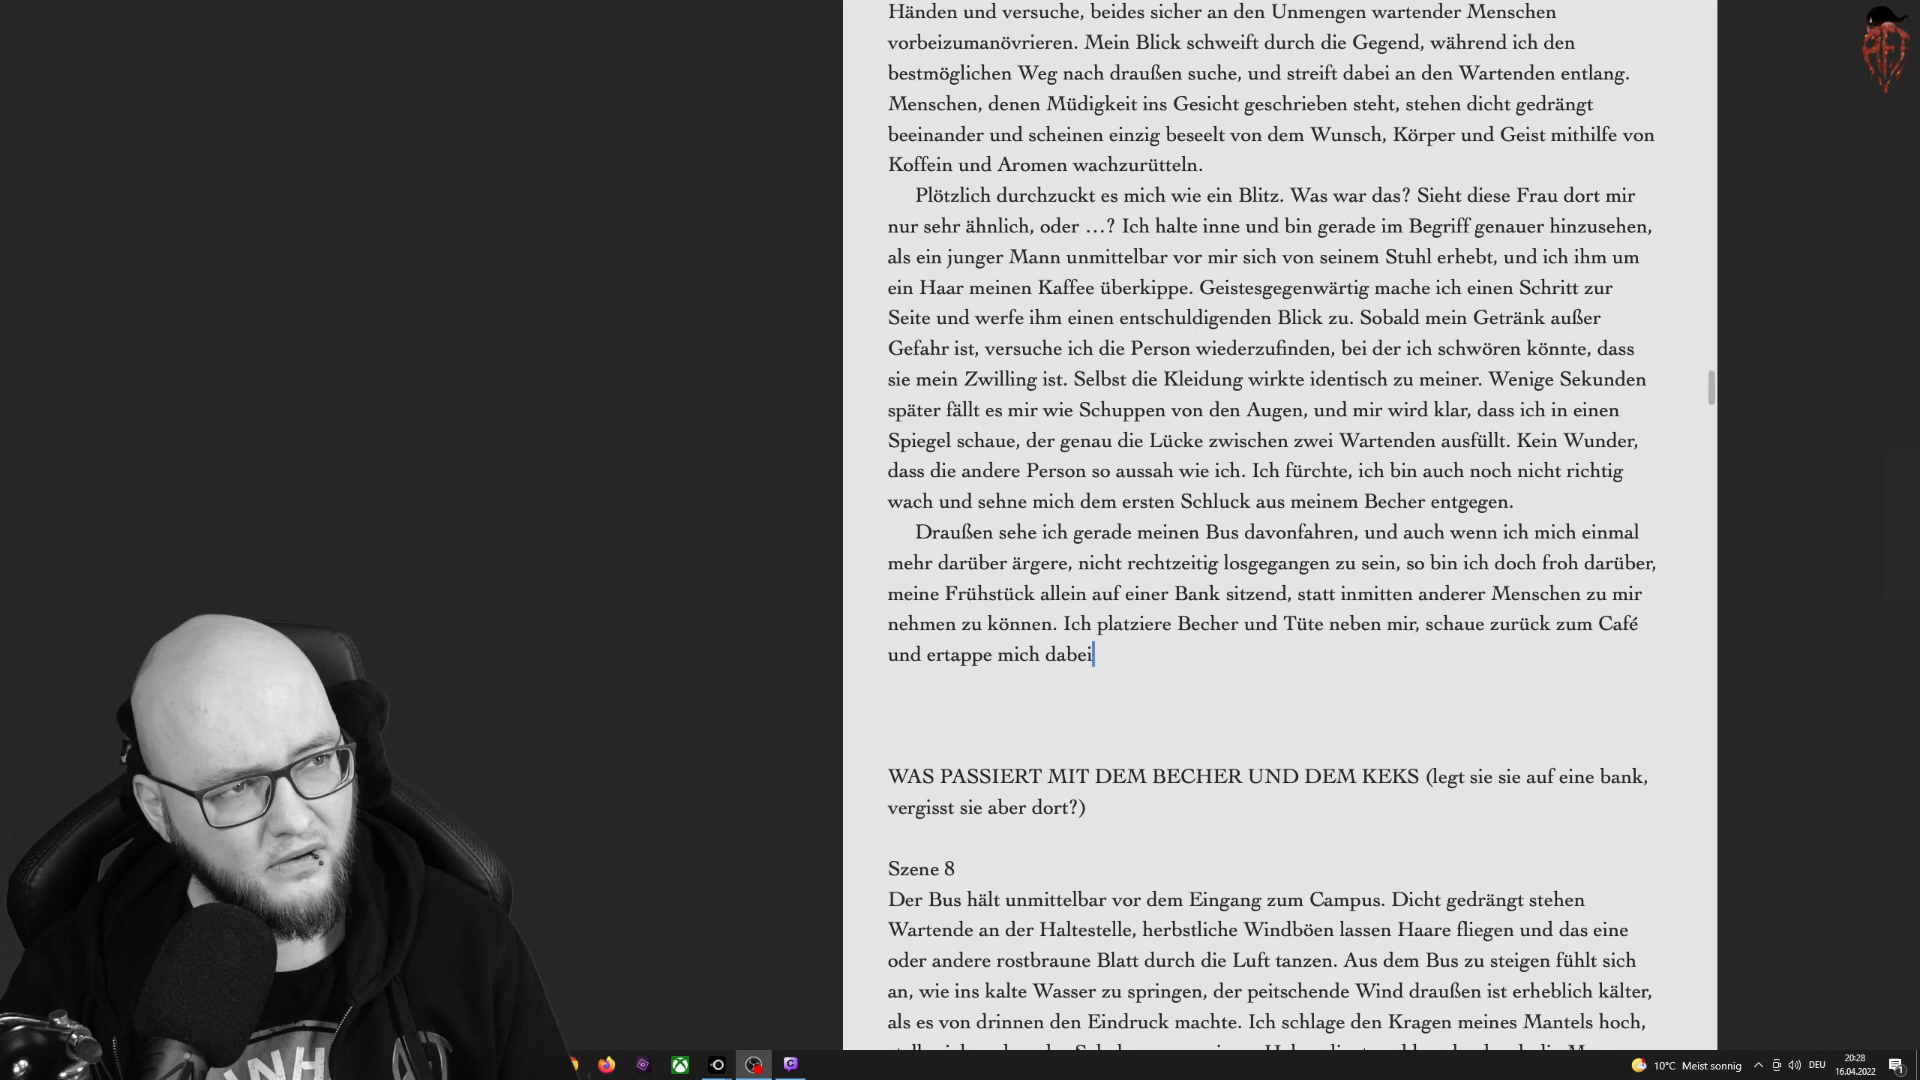 Händen und versuche, beides sicher an den Unmengen wartender Menschen
vorbeizumanövrieren. Mein Blick schweift durch die Gegend, während ich den
bestmöglichen Weg nach draußen suche, und streift dabei an den Wartenden entlang.
Menschen, denen Müdigkeit ins Gesicht geschrieben steht, stehen dicht gedrängt
beeinander und scheinen einzig beseelt von dem Wunsch, Körper und Geist mithilfe von
Koffein und Aromen wachzurütteln.
Plötzlich durchzuckt es mich wie ein Blitz. Was war das? Sieht diese Frau dort mir
nur sehr ähnlich, oder …? Ich halte inne und bin gerade im Begriff genauer hinzusehen,
als ein junger Mann unmittelbar vor mir sich von seinem Stuhl erhebt, und ich ihm um
ein Haar meinen Kaffee überkippe. Geistesgegenwärtig mache ich einen Schritt zur
Seite und werfe ihm einen entschuldigenden Blick zu. Sobald mein Getränk außer
Gefahr ist, versuche ich die Person wiederzufinden, bei der ich schwören könnte, dass
sie mein Zwilling ist. Selbst die Kleidung wirkte identisch zu meiner. Wenige Sekunden
später fällt es mir wie Schuppen von den Augen, und mir wird klar, dass ich in einen
Spiegel schaue, der genau die Lücke zwischen zwei Wartenden ausfüllt. Kein Wunder,
dass die andere Person so aussah wie ich. Ich fürchte, ich bin auch noch nicht richtig
wach und sehne mich dem ersten Schluck aus meinem Becher entgegen.
Draußen sehe ich gerade meinen Bus davonfahren, und auch wenn ich mich einmal
mehr darüber ärgere, nicht rechtzeitig losgegangen zu sein, so bin ich doch froh darüber,
meine Frühstück allein auf einer Bank sitzend, statt inmitten anderer Menschen zu mir
nehmen zu können. Ich platziere Becher und Tüte neben mir, schaue zurück zum Café
und ertappe mich dabei
WAS PASSIERT MIT DEM BECHER UND DEM KEKS (legt sie sie auf eine bank,
vergisst sie aber dort?)
Szene 8
Der Bus hält unmittelbar vor dem Eingang zum Campus. Dicht gedrängt stehen
Wartende an der Haltestelle, herbstliche Windböen lassen Haare fliegen und das eine
oder andere rostbraune Blatt durch die Luft tanzen. Aus dem Bus zu steigen fühlt sich
an, wie ins kalte Wasser zu springen, der peitschende Wind draußen ist erheblich kälter,
als es von drinnen den Eindruck machte. Ich schlage den Kragen meines Mantels hoch,
10°C Meist sonnig DEU 20:28
16.04.2022